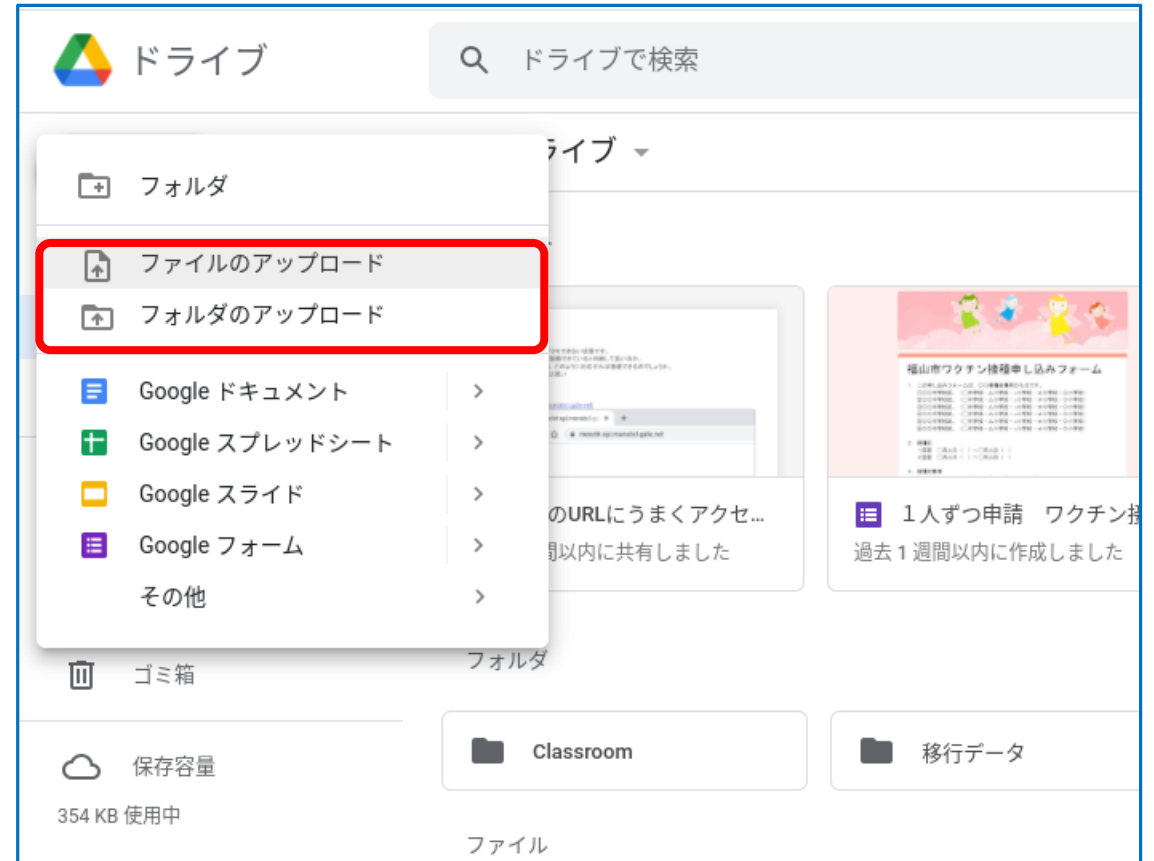 ドライブ
ドライブで検索
ライブ
フォルダ
ファイルのアップロード
フォルダのアップロード
Google ドキュメント
Google スプレッドシート
Google スライド
Google フォーム
その他
福山市ワクチン接種申し込みフォーム
のURLにうまくアクセ...
間以内に共有しました
1人ずつ申請 ワクチン接
過去 1 週間以内に作成しました
ゴミ箱
フォルダ
Classroom
移行データ
保存容量
354 KB 使用中
ファイル